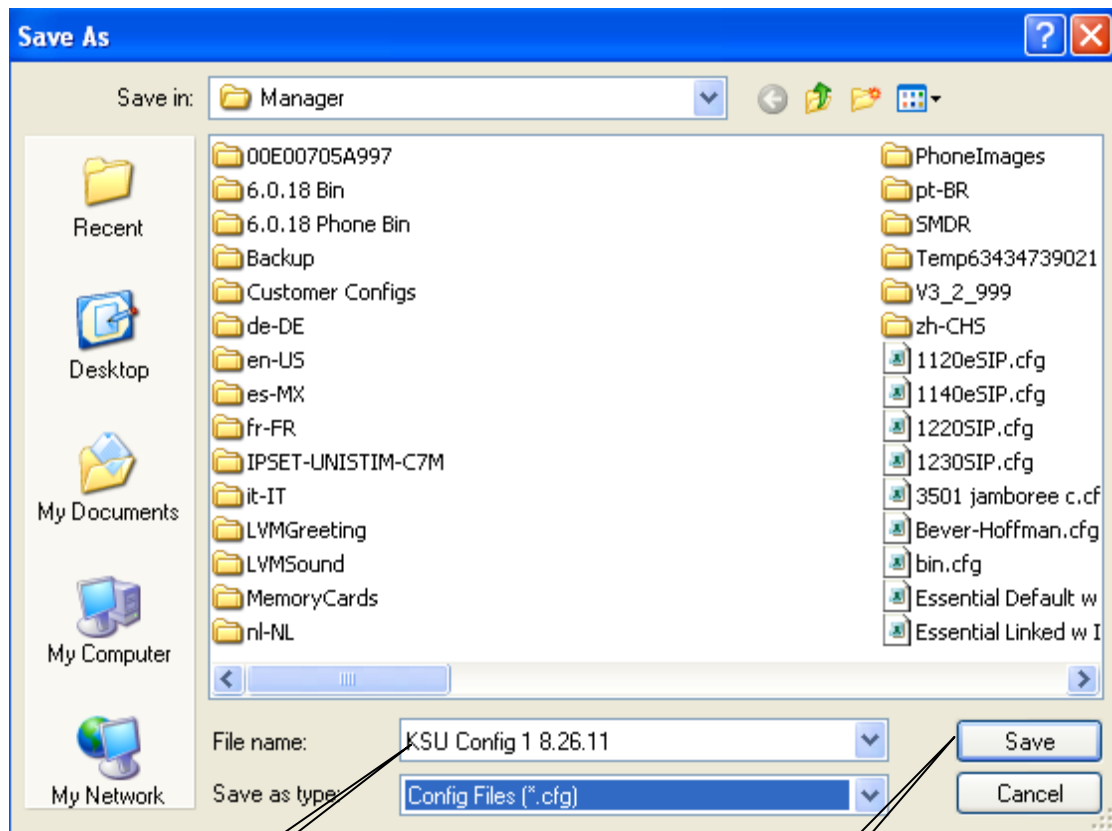 Save As
Save in: Manager
Recent
Desktop
My Documents
My Computer
My Network
00E00705A997
6.0.18 Bin
6.0.18 Phone Bin
Backup
Customer Configs
de-DE
en-US
es-MX
fr-FR
IPSET-UNISTIM-C7M
it-IT
LVMGreeting
LVMSound
MemoryCards
nl-NL
PhoneImages
pt-BR
SMDR
Temp63434739021
V3_2_999
zh-CHS
1120eSIP.cfg
1140eSIP.cfg
1220SIP.cfg
1230SIP.cfg
3501 jamboree c.cf
Bever-Hoffman.cfg
bin.cfg
Essential Default w
Essential Linked w I
File name: KSU Config 1 8.26.11 Save
Save as type: Config Files (*.cfg) Cancel